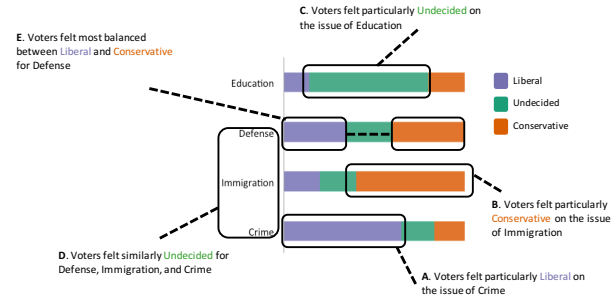 C. Voters felt particularly Undecided on
the issue of Education
E. Voters felt most balanced
between Liberal and Conservative
for Defense
Education
Defense
Immigration
Crime
Liberal
Undecided
Conservative
B. Voters felt particularly
Conservative on the issue
of Immigration
D. Voters felt similarly Undecided for
Defense, Immigration, and Crime
A. Voters felt particularly Liberal on
the issue of Crime